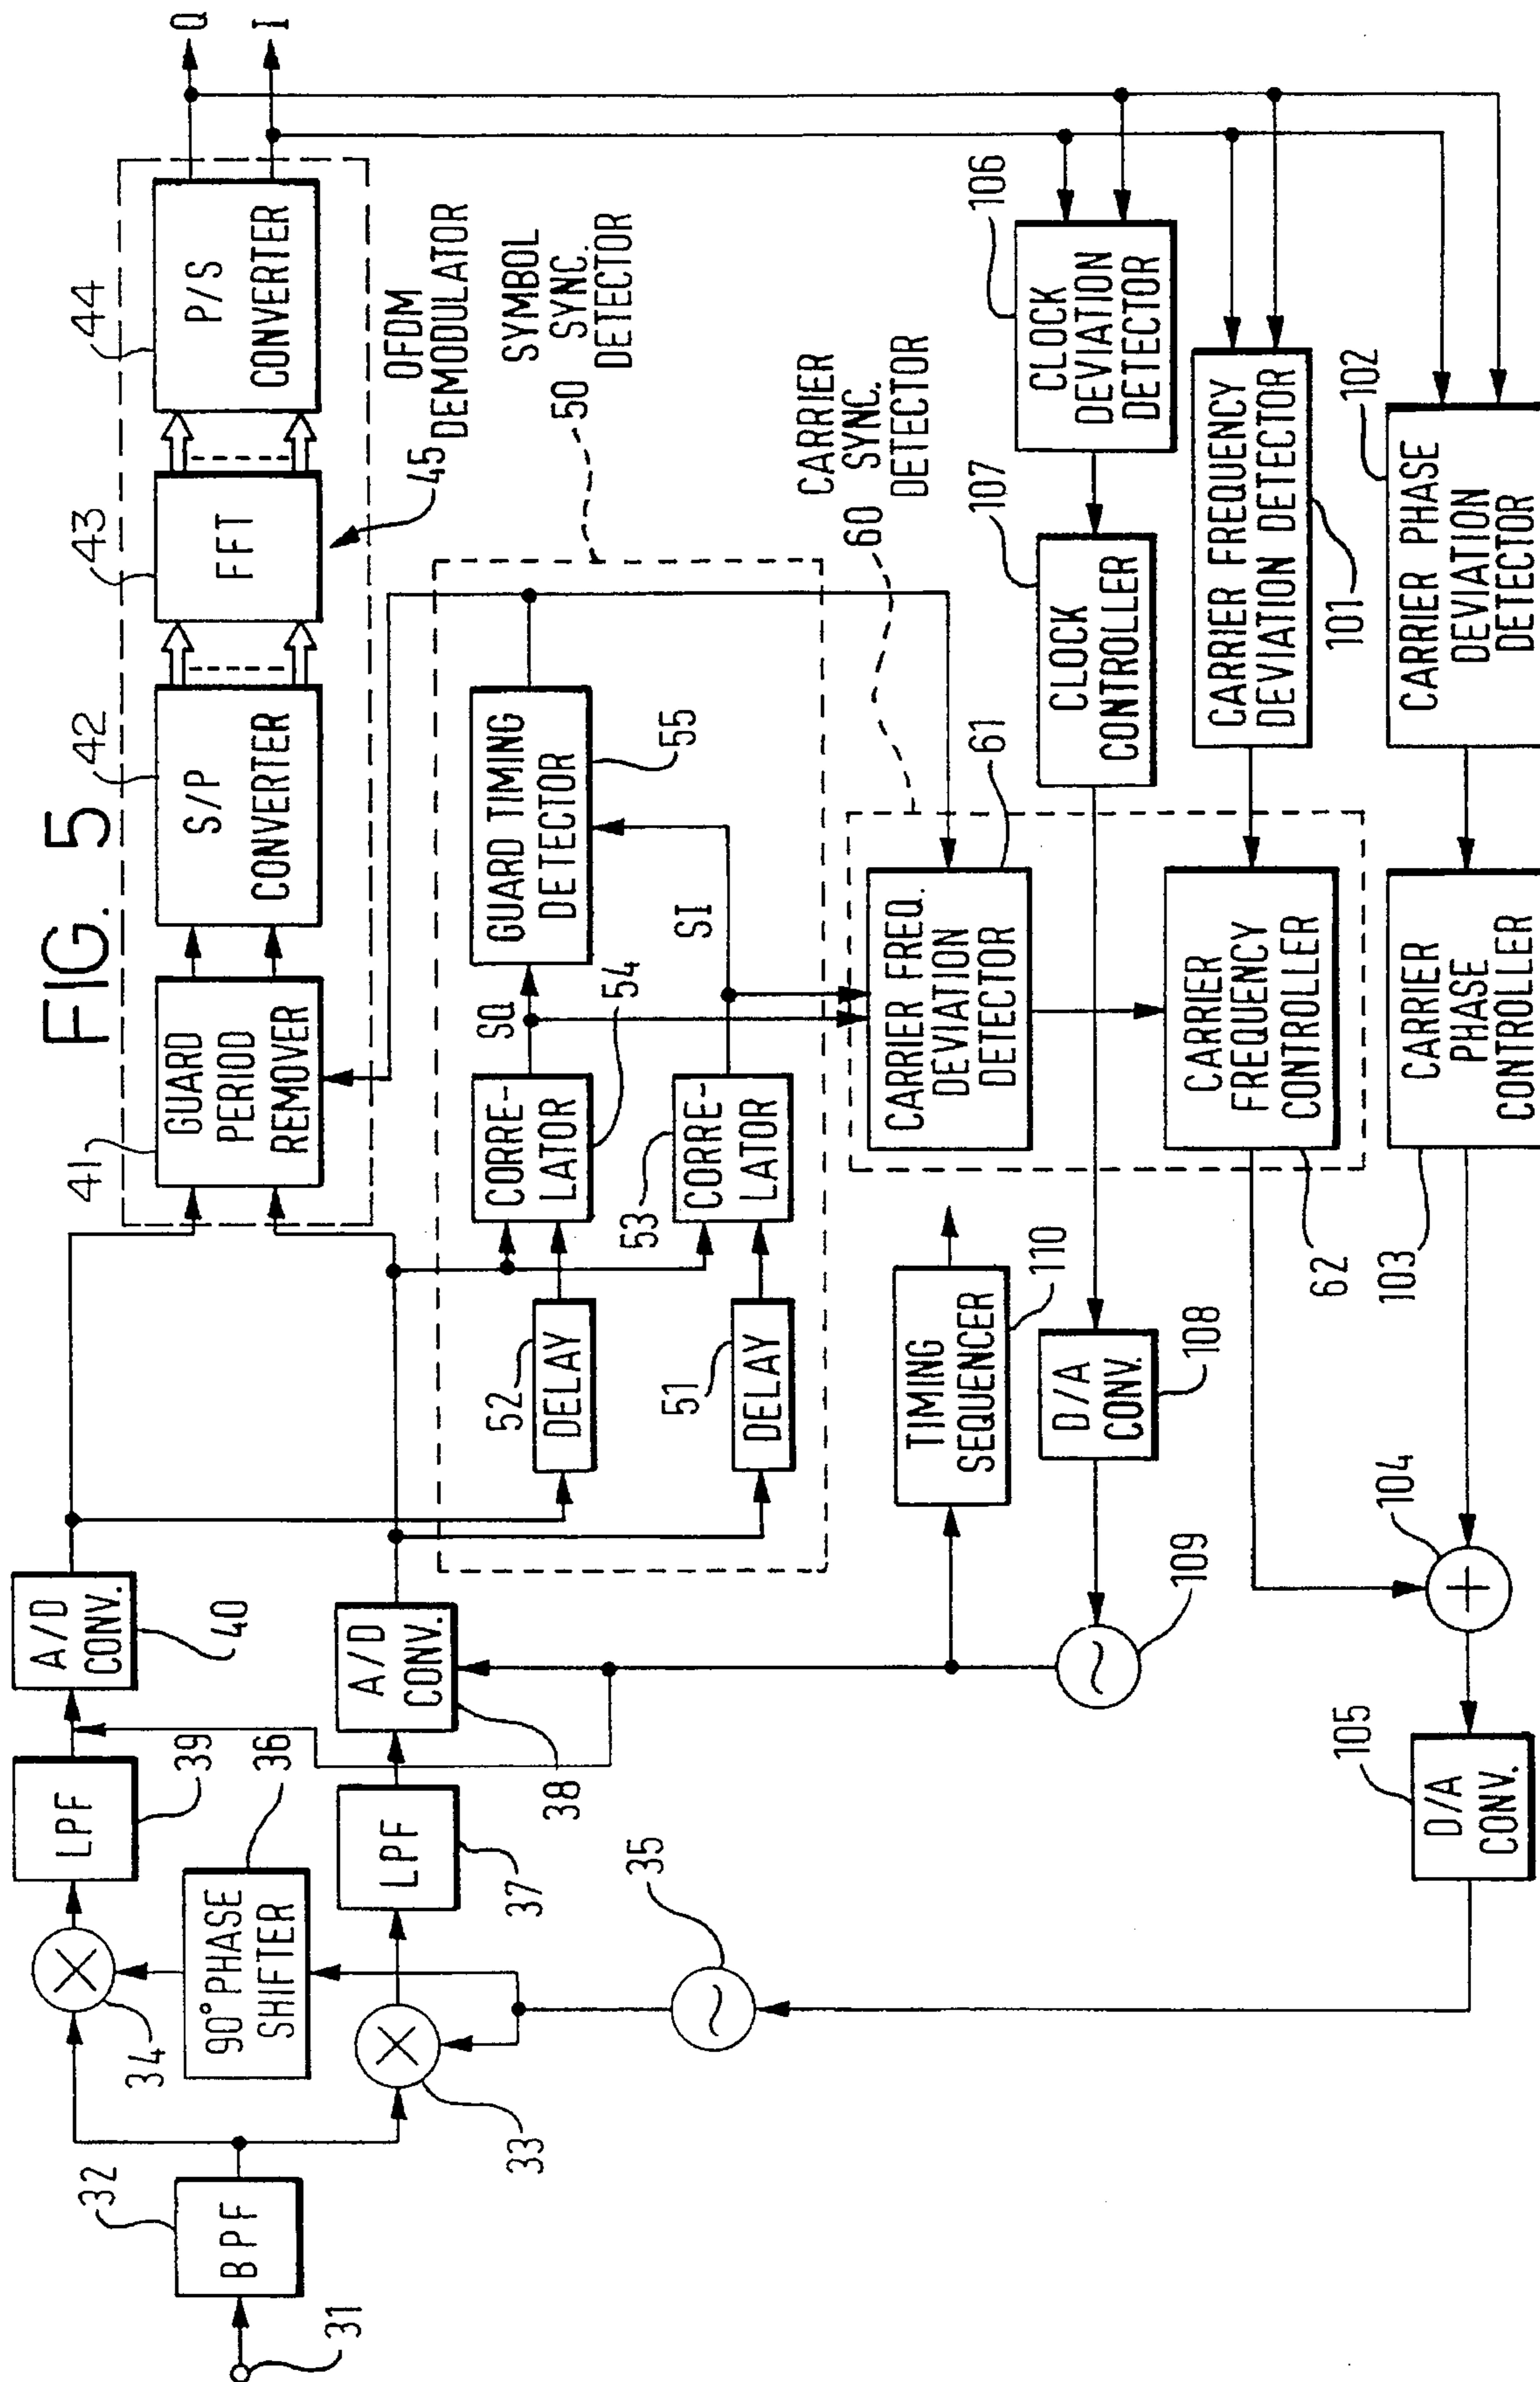 FIG. 5
Q
I
44
P/S
CONVERTER
43
FFT
42
S/P
CONVERTER
41
GUARD
PERIOD
REMOVER
45
OFDM
DEMODULATOR
SYMBOL
SYNC.
DETECTOR
50
GUARD TIMING
DETECTOR
55
SQ
SI
54
CORRE-
LATOR
53
CORRE-
LATOR
52
DELAY
51
DELAY
A/D
CONV.
40
A/D
CONV.
38
LPF
39
36
90° PHASE
SHIFTER
LPF
37
34
33
35
32
BPF
31
CARRIER
SYNC.
DETECTOR
60
61
CARRIER FREQ.
DEVIATION
DETECTOR
CARRIER
FREQUENCY
CONTROLLER
62
106
CLOCK
DEVIATION
DETECTOR
107
CLOCK
CONTROLLER
CARRIER FREQUENCY
DEVIATION DETECTOR
101
102
CARRIER PHASE
DEVIATION
DETECTOR
CARRIER
PHASE
CONTROLLER
103
TIMING
SEQUENCER
110
D/A
CONV.
108
109
104
+
105
D/A
CONV.